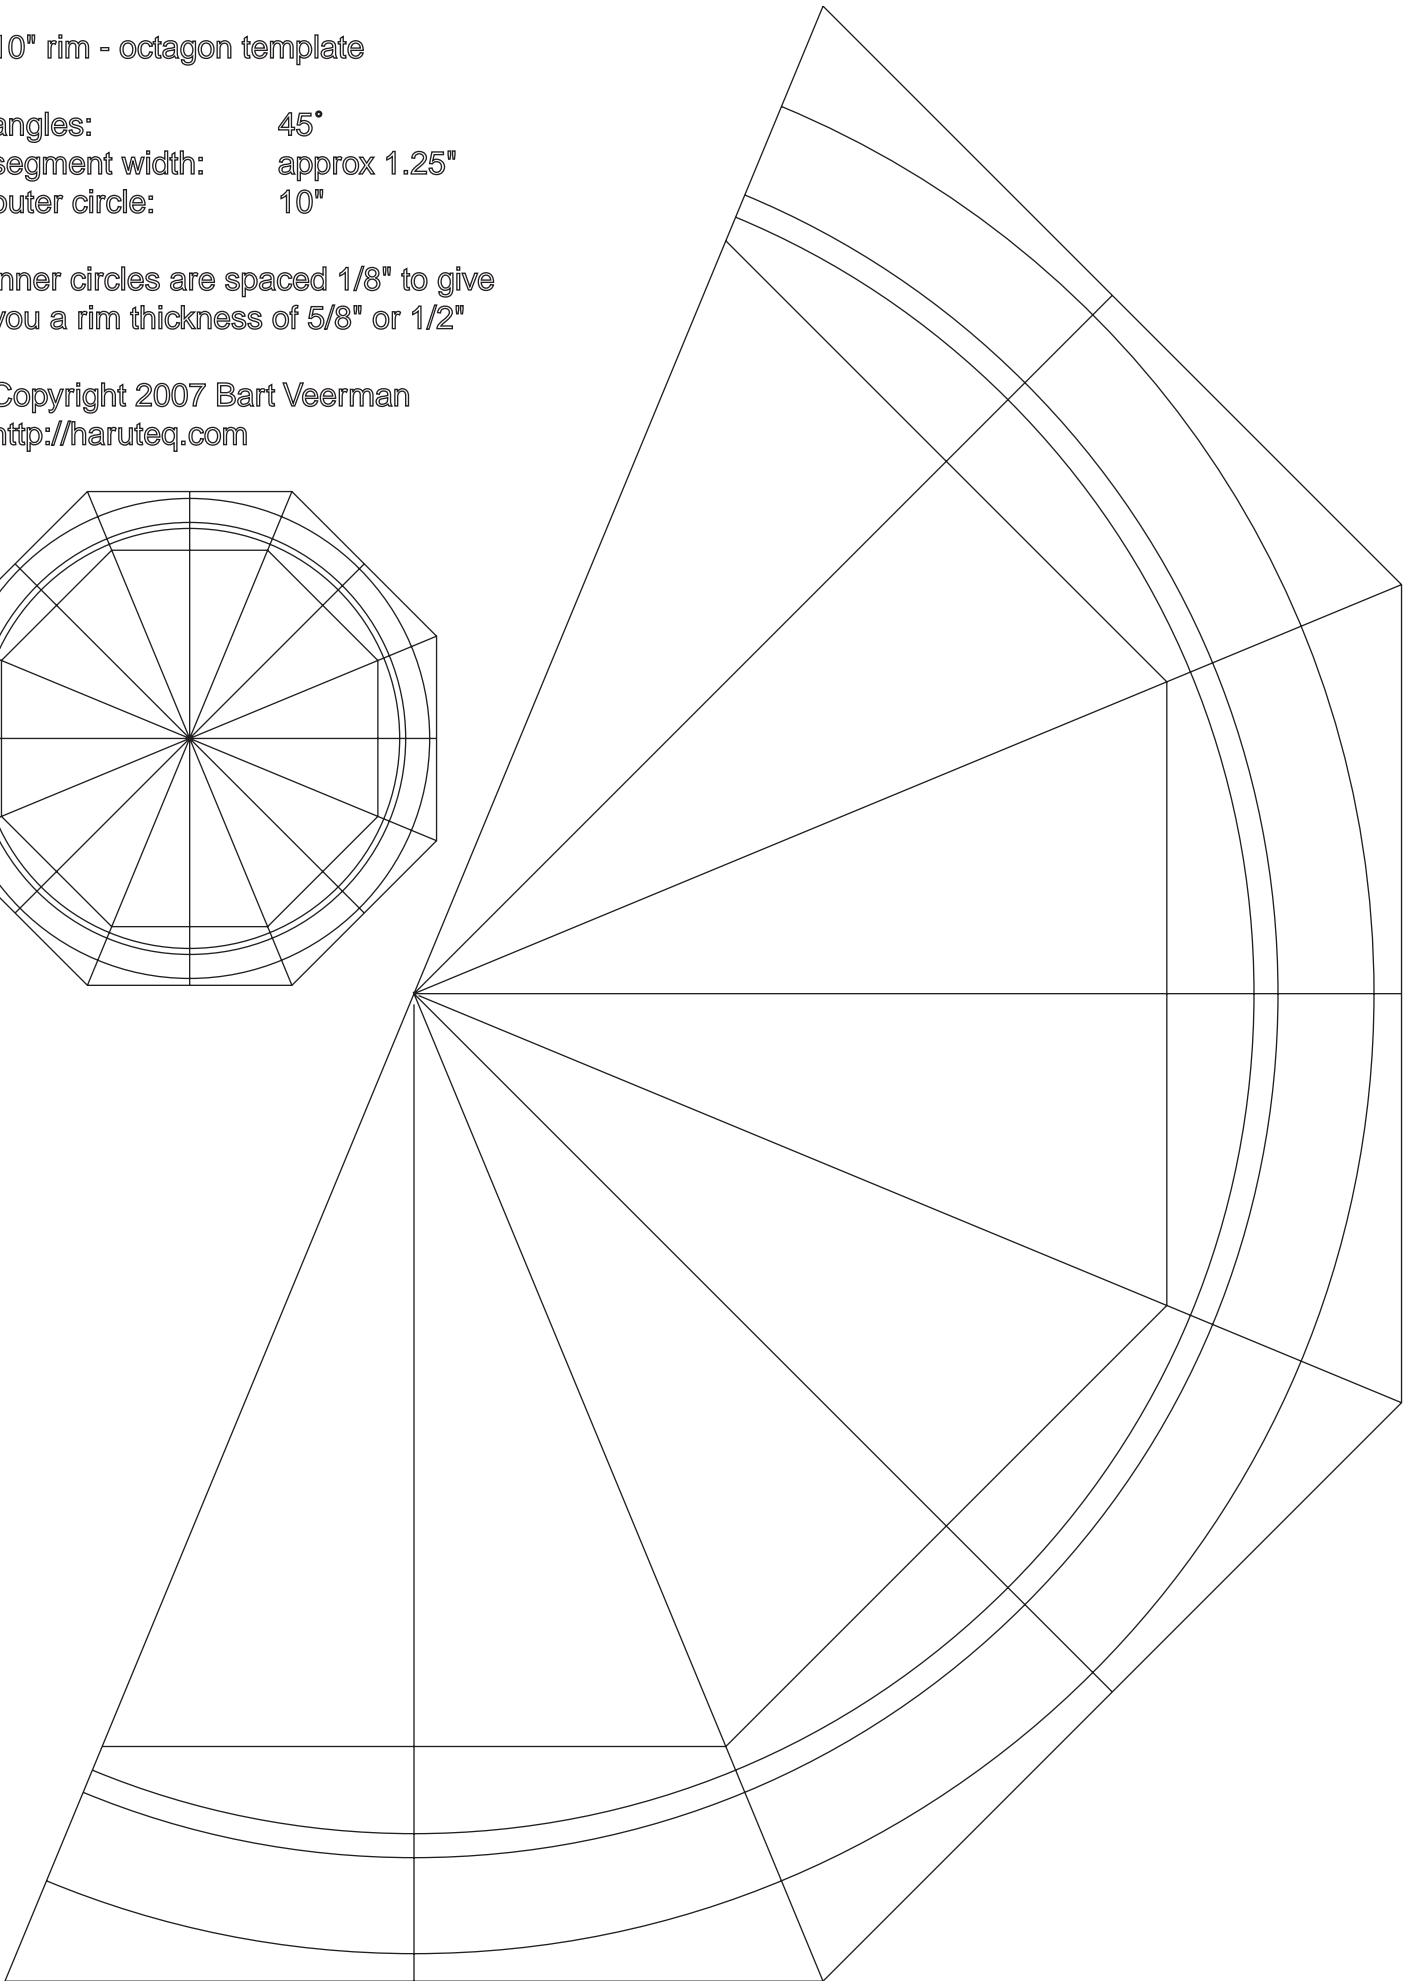 10" rim - octagon template
angles: 45°
segment width: approx 1.25"
outer circle: 10"
inner circles are spaced 1/8" to give
you a rim thickness of 5/8" or 1/2"
Copyright 2007 Bart Veerman
http://haruteq.com